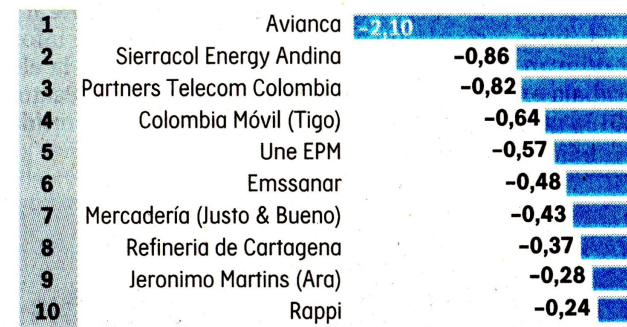 1 Avianca -2,10
2 Sierracol Energy Andina -0,86
3 Partners Telecom Colombia -0,82
4 Colombia Móvil (Tigo) -0,64
5 Une EPM -0,57
6 Emssanar -0,48
7 Mercadería (Justo & Bueno) -0,43
8 Refineria de Cartagena -0,37
9 Jeronimo Martins (Ara) -0,28
10 Rappi -0,24